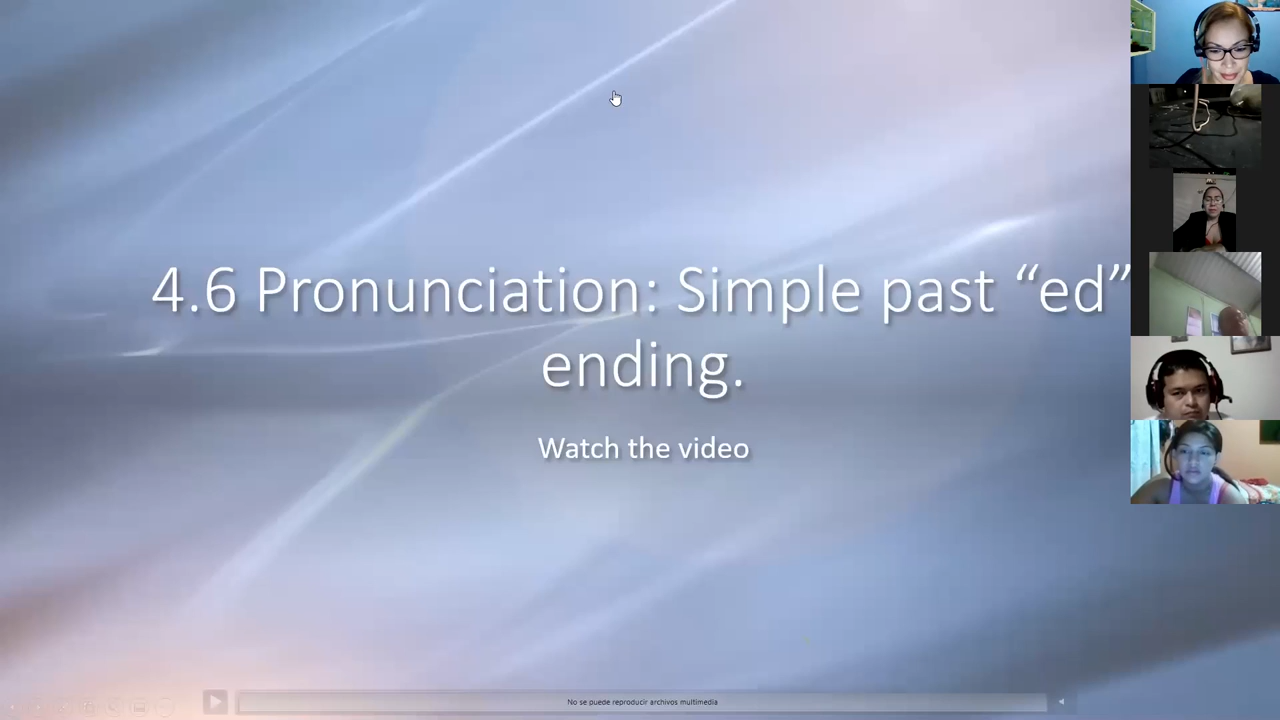 4.6 Pronunciation: Simple past “ed”
ending.
Watch the video
No se puede reproducir archivos multimedia